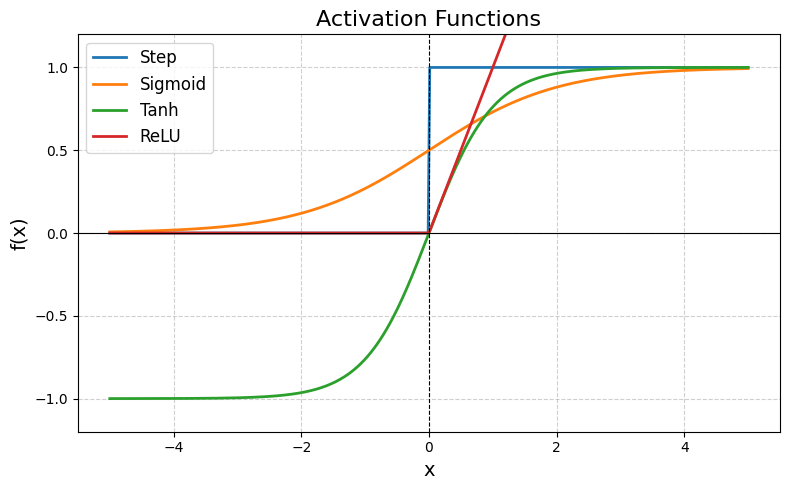 Activation Functions
Step
Sigmoid
Tanh
ReLU
1.0
0.5
0.0
−0.5
−1.0
f(x)
−4 −2 0 2 4
x